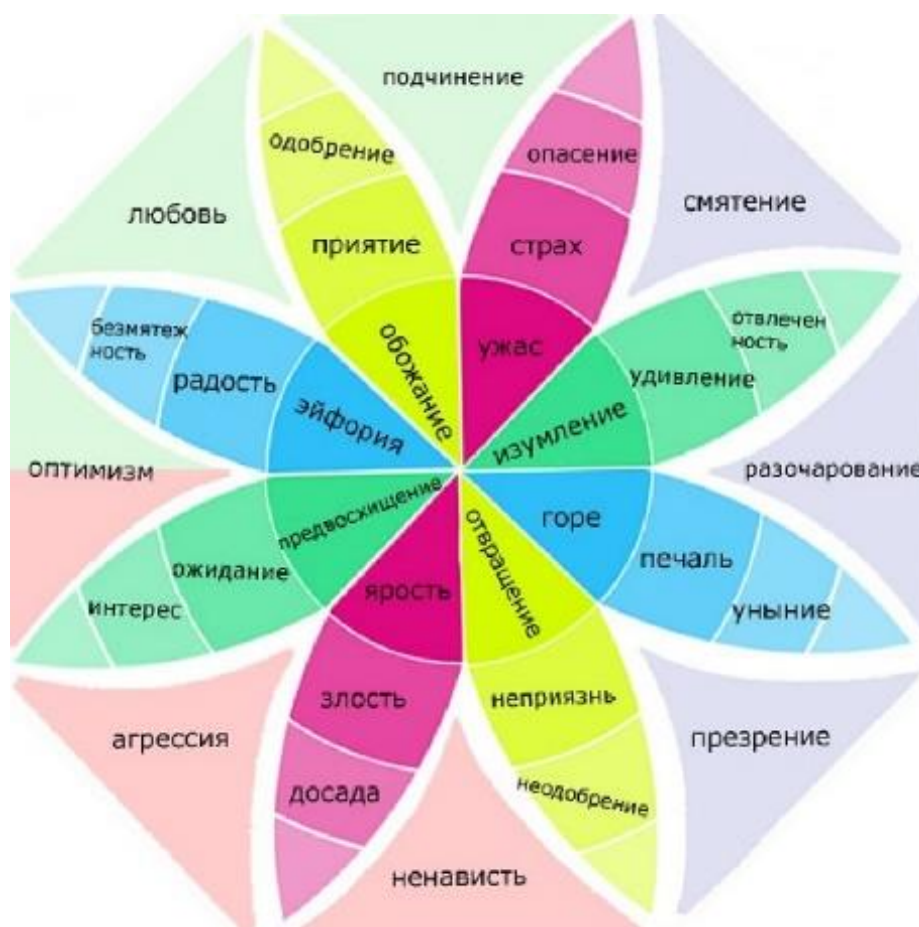 подчинение
одобрение
опасение
любовь
смятение
приятие
страх
безмятеж
ность
отвлечен
ность
обожание
ужас
радость
удивление
эйфория
изумление
оптимизм
разочарование
предвосхищение
горе
отвращение
печаль
ожидание
ярость
интерес
уныние
злость
неприязнь
агрессия
презрение
досада
неодобрение
ненависть